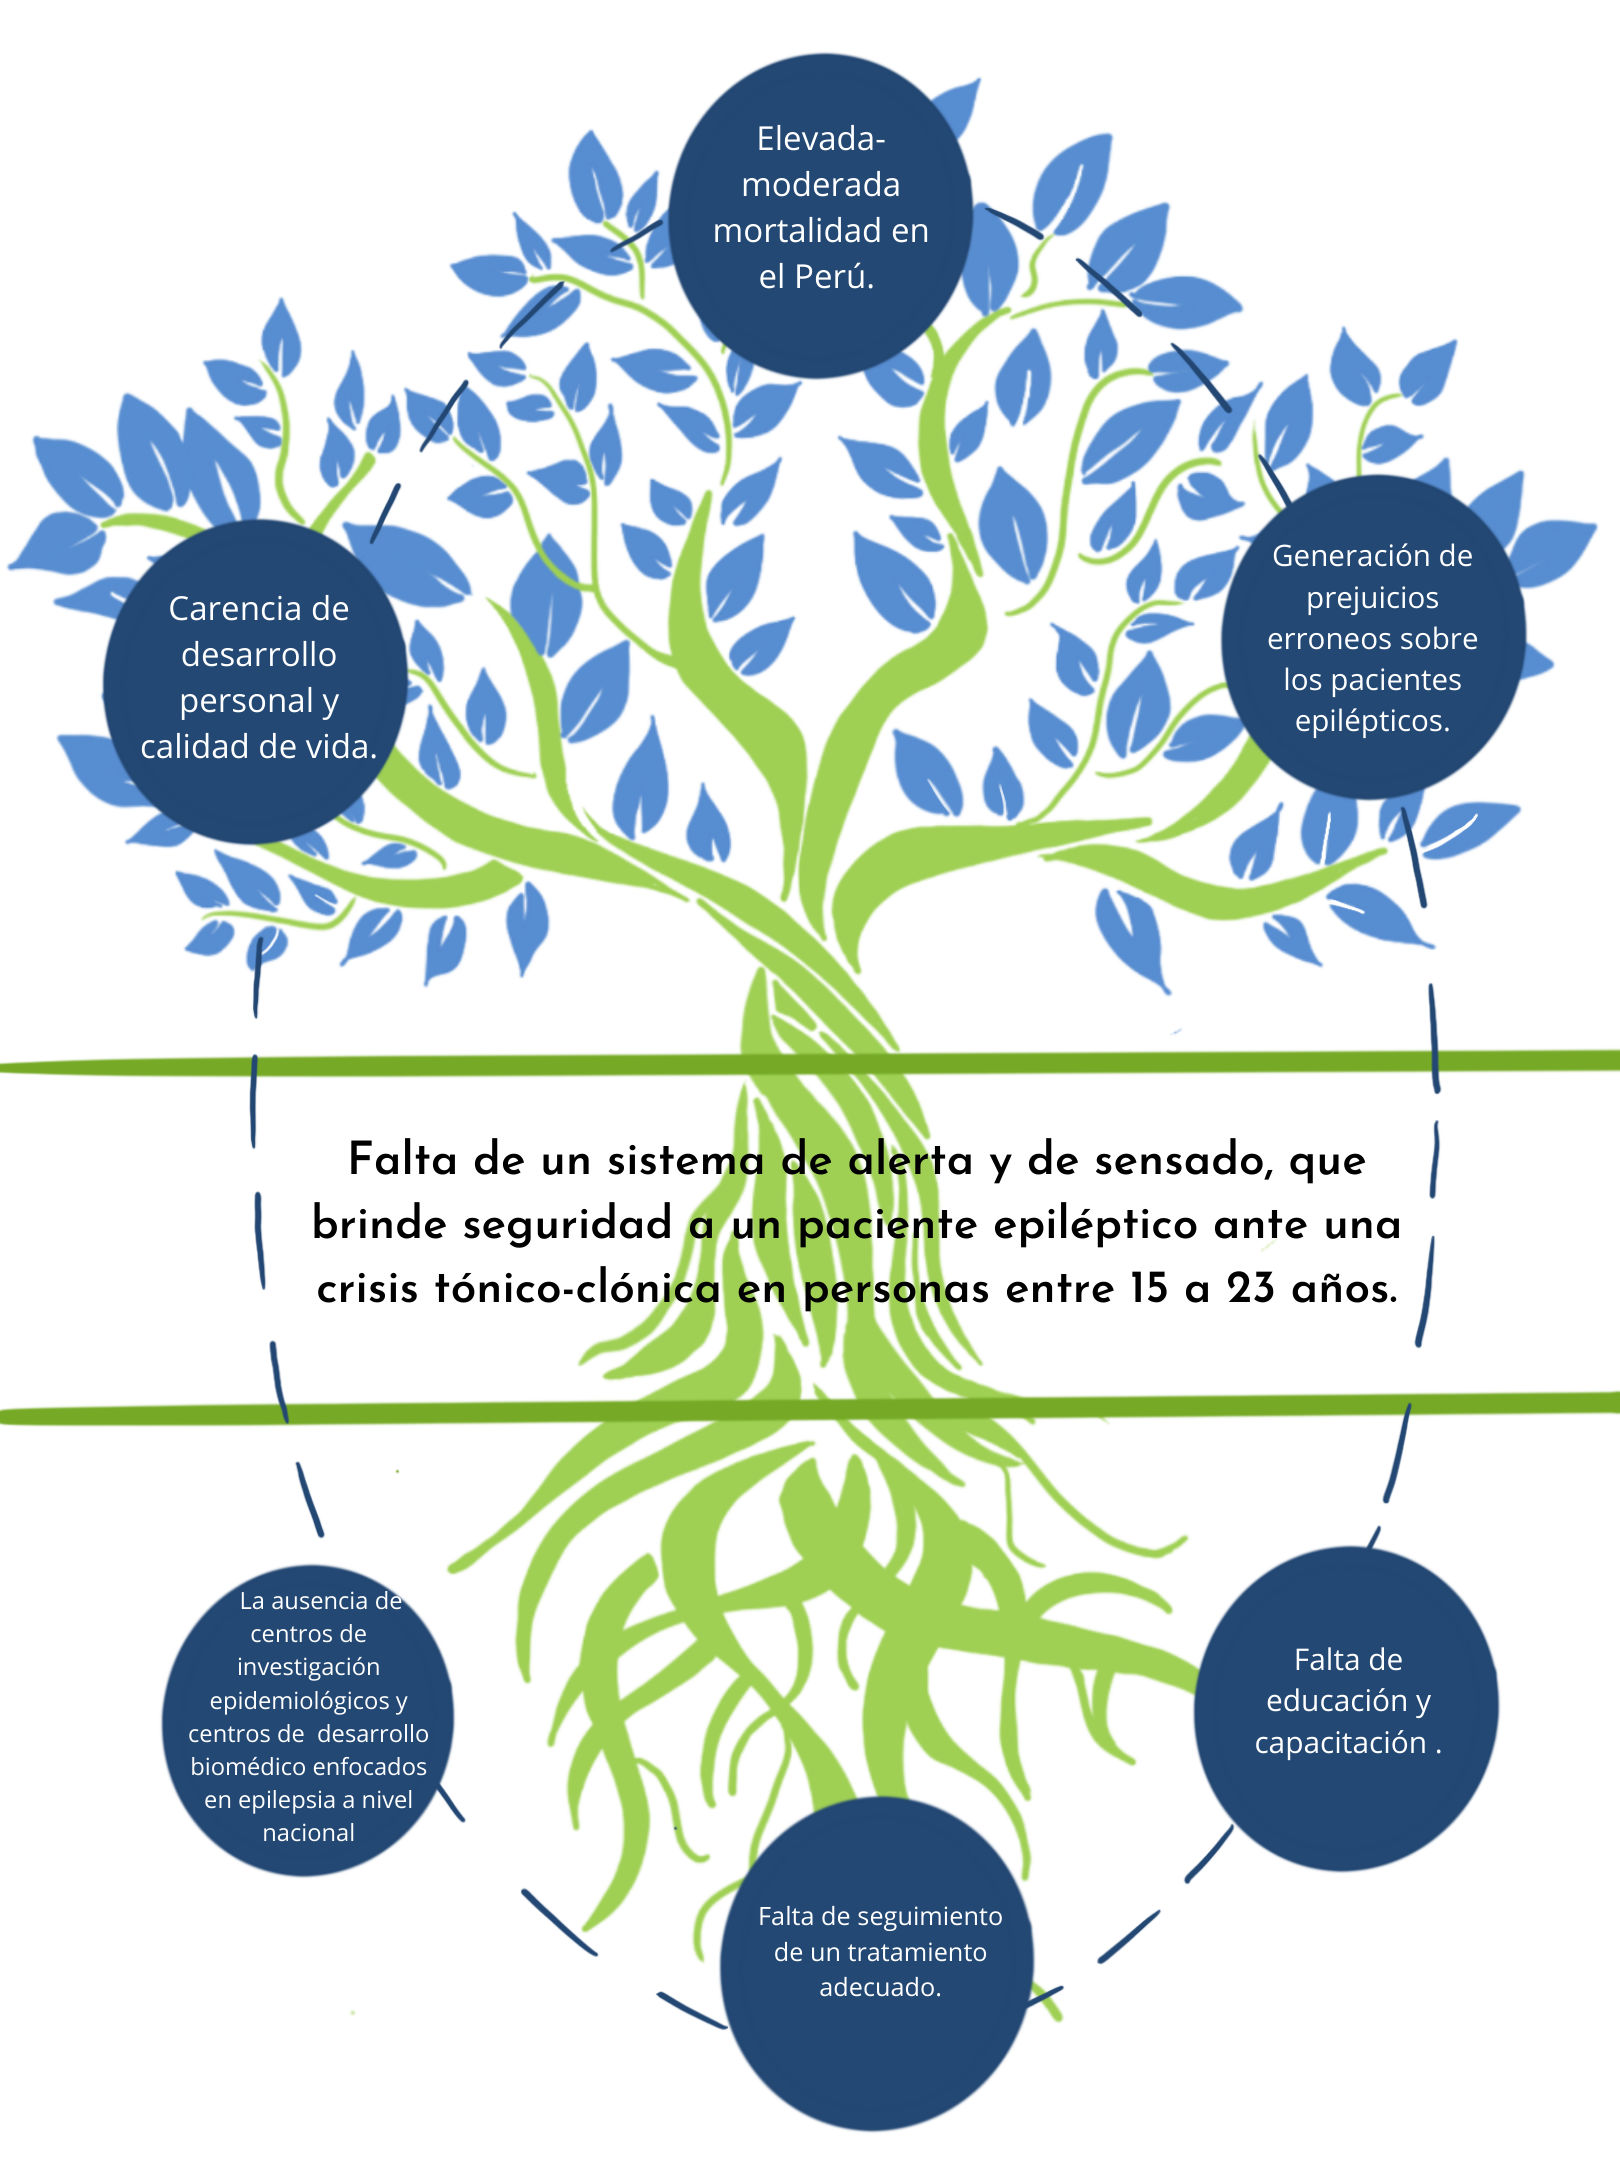 Elevada-
moderada
mortalidad en
el Perú.
Carencia de
desarrollo
personal y
calidad de vida.
Generación de
prejuicios
erroneos sobre
los pacientes
epilépticos.
Falta de un sistema de alerta y de sensado, que
brinde seguridad a un paciente epiléptico ante una
crisis tónico-clónica en personas entre 15 a 23 años.
La ausencia de
centros de
investigación
epidemiológicos y
centros de  desarrollo
biomédico enfocados
en epilepsia a nivel
nacional
Falta de seguimiento
de un tratamiento
adecuado.
Falta de
educación y
capacitación .